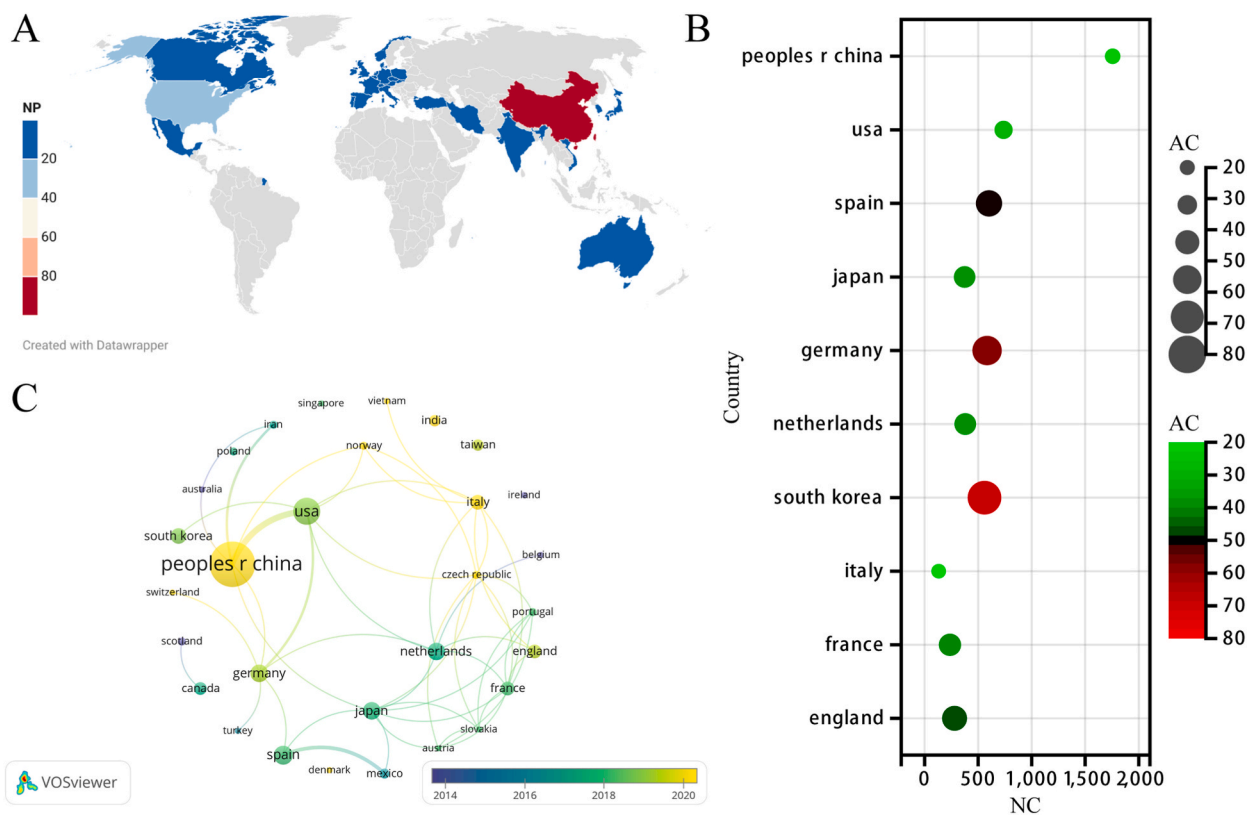 A
NP
20
40
60
80
Created with Datawrapper
B
peoples r china
usa
spain
japan
germany
netherlands
south korea
italy
france
england
Country
0
500
1,000
1,500
2,000
NC
AC
20
30
40
50
60
70
80
AC
20
30
40
50
60
70
80
C
singapore
vietnam
iran
india
norway
taiwan
poland
australia
italy
ireland
usa
south korea
belgium
peoples r china
czech republic
switzerland
portugal
scotland
netherlands
england
germany
canada
france
japan
turkey
slovakia
austria
spain
denmark
mexico
VOSviewer
2014
2016
2018
2020